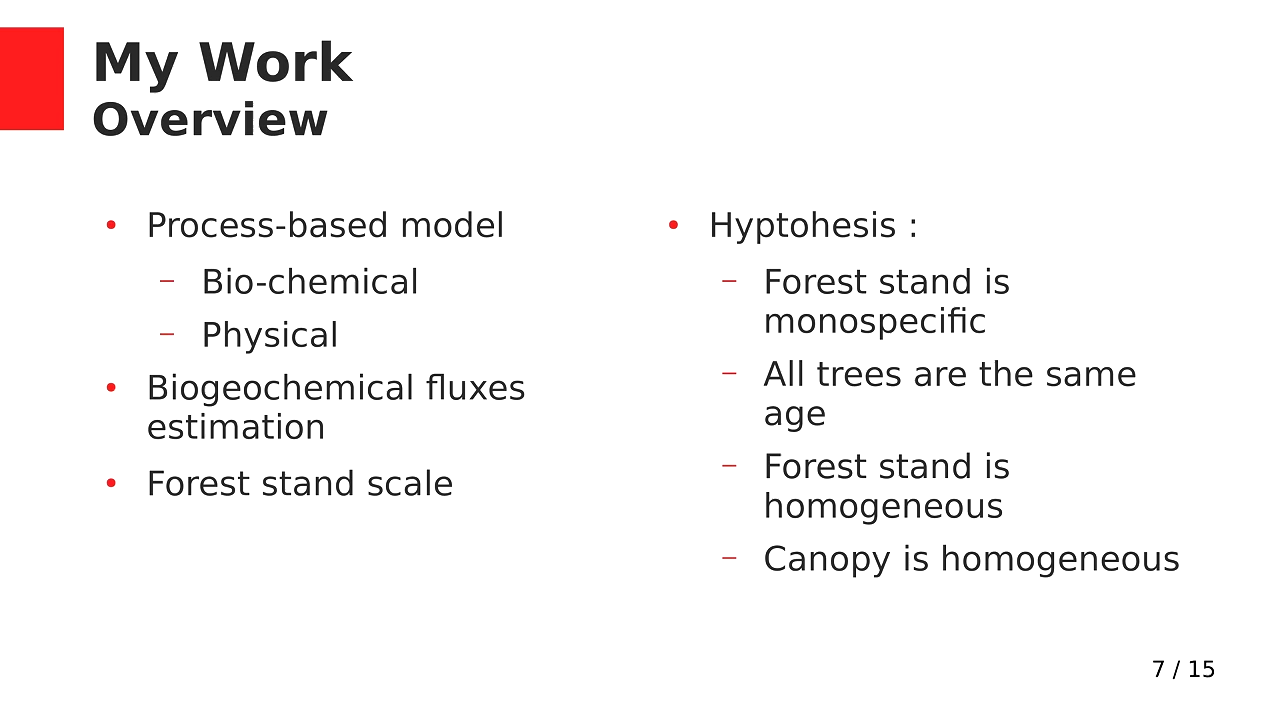 My Work
Overview
• Process-based model
– Bio-chemical
– Physical
• Biogeochemical fluxes
estimation
• Forest stand scale
• Hyptohesis :
– Forest stand is
monospecific
– All trees are the same
age
– Forest stand is
homogeneous
– Canopy is homogeneous
7 / 15